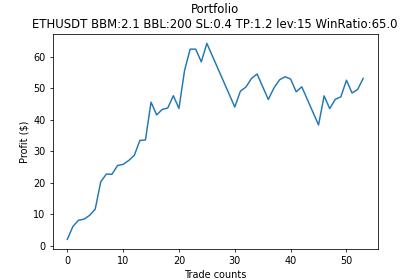 Portfolio
ETHUSDT BBM:2.1 BBL:200 SL:0.4 TP:1.2 lev:15 WinRatio:65.0
Profit ($)
60
50
40
30
20
10
0
0 10 20 30 40 50
Trade counts